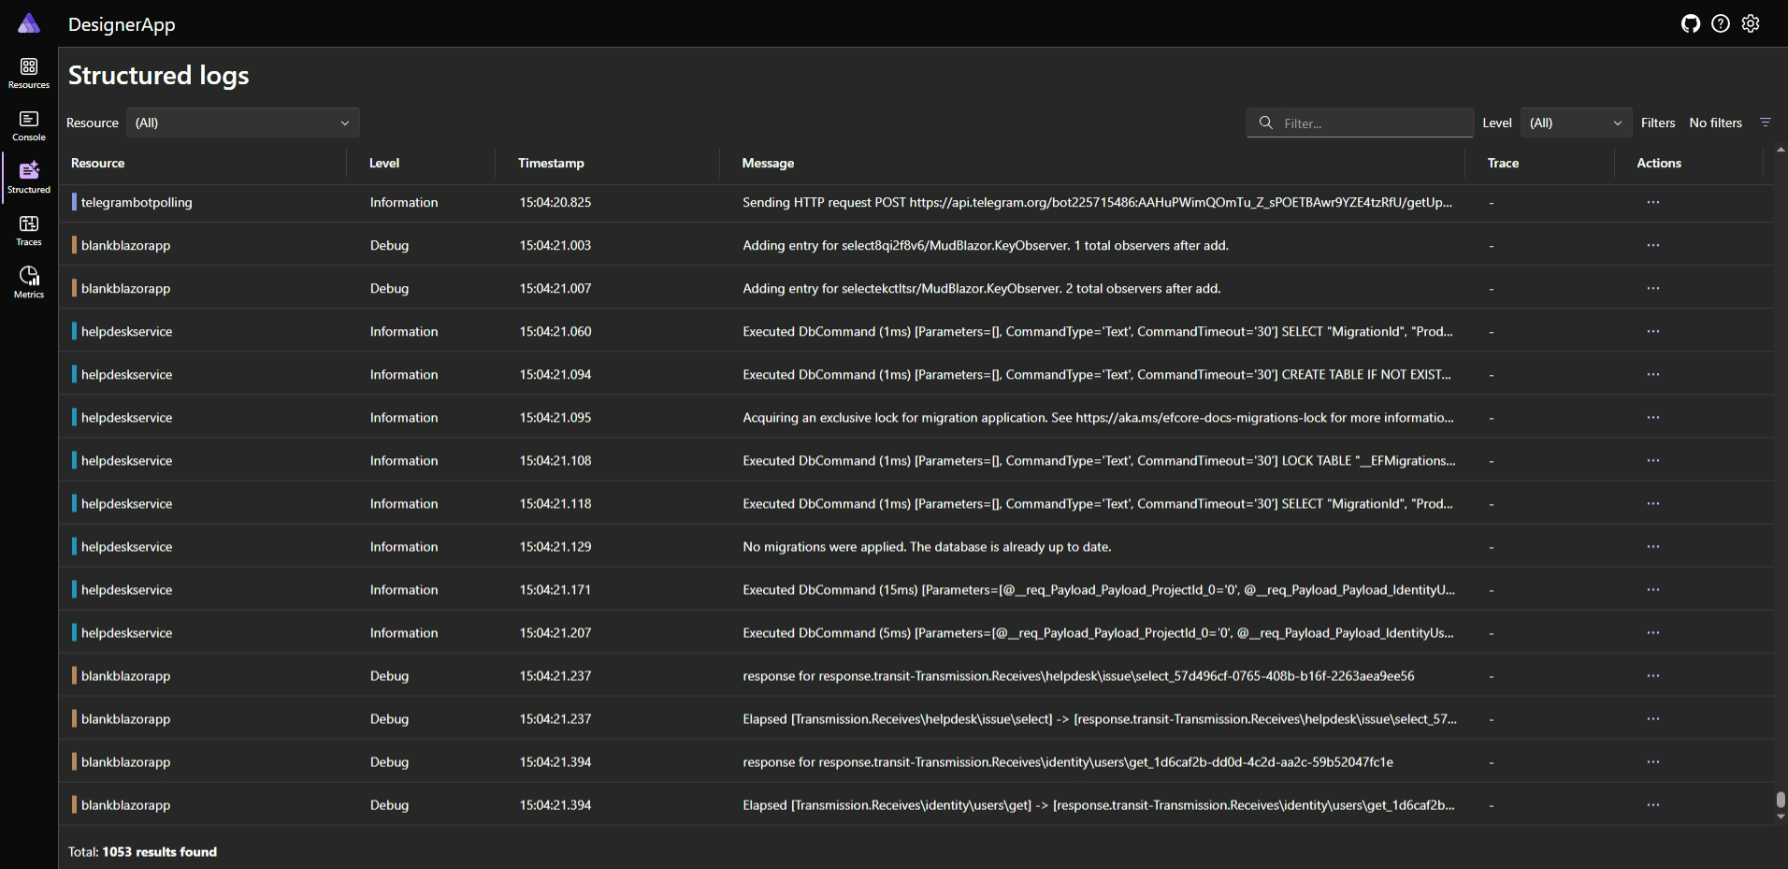 DesignerApp
Resources
Console
Structured
Traces
Metrics
Structured logs
Resource (All) Filter... Level (All) Filters No filters
Resource Level Timestamp Message Trace Actions
telegrambotpolling Information 15:04:20.825 Sending HTTP request POST https://api.telegram.org/bot225715486:AAHuPWimQOmTu_Z_sPOETBAwr9YZE4tzRfU/getUp... - ...
blankblazorapp Debug 15:04:21.003 Adding entry for select8qi2f8v6/MudBlazor.KeyObserver. 1 total observers after add. - ...
blankblazorapp Debug 15:04:21.007 Adding entry for selectekctltsr/MudBlazor.KeyObserver. 2 total observers after add. - ...
helpdeskservice Information 15:04:21.060 Executed DbCommand (1ms) [Parameters=[], CommandType='Text', CommandTimeout='30'] SELECT "MigrationId", "Prod... - ...
helpdeskservice Information 15:04:21.094 Executed DbCommand (1ms) [Parameters=[], CommandType='Text', CommandTimeout='30'] CREATE TABLE IF NOT EXIST... - ...
helpdeskservice Information 15:04:21.095 Acquiring an exclusive lock for migration application. See https://aka.ms/efcore-docs-migrations-lock for more informatio... - ...
helpdeskservice Information 15:04:21.108 Executed DbCommand (1ms) [Parameters=[], CommandType='Text', CommandTimeout='30'] LOCK TABLE "__EFMigrations... - ...
helpdeskservice Information 15:04:21.118 Executed DbCommand (1ms) [Parameters=[], CommandType='Text', CommandTimeout='30'] SELECT "MigrationId", "Prod... - ...
helpdeskservice Information 15:04:21.129 No migrations were applied. The database is already up to date. - ...
helpdeskservice Information 15:04:21.171 Executed DbCommand (15ms) [Parameters=[@__req_Payload_Payload_ProjectId_0='0', @__req_Payload_Payload_IdentityU... - ...
helpdeskservice Information 15:04:21.207 Executed DbCommand (5ms) [Parameters=[@__req_Payload_Payload_ProjectId_0='0', @__req_Payload_Payload_IdentityUs... - ...
blankblazorapp Debug 15:04:21.237 response for response.transit-Transmission.Receives\helpdesk\issue\select_57d496cf-0765-408b-b16f-2263aea9ee56 - ...
blankblazorapp Debug 15:04:21.237 Elapsed [Transmission.Receives\helpdesk\issue\select] -> [response.transit-Transmission.Receives\helpdesk\issue\select_57... - ...
blankblazorapp Debug 15:04:21.394 response for response.transit-Transmission.Receives\identity\users\get_1d6caf2b-dd0d-4c2d-aa2c-59b52047fc1e - ...
blankblazorapp Debug 15:04:21.394 Elapsed [Transmission.Receives\identity\users\get] -> [response.transit-Transmission.Receives\identity\users\get_1d6caf2b... - ...
Total: 1053 results found